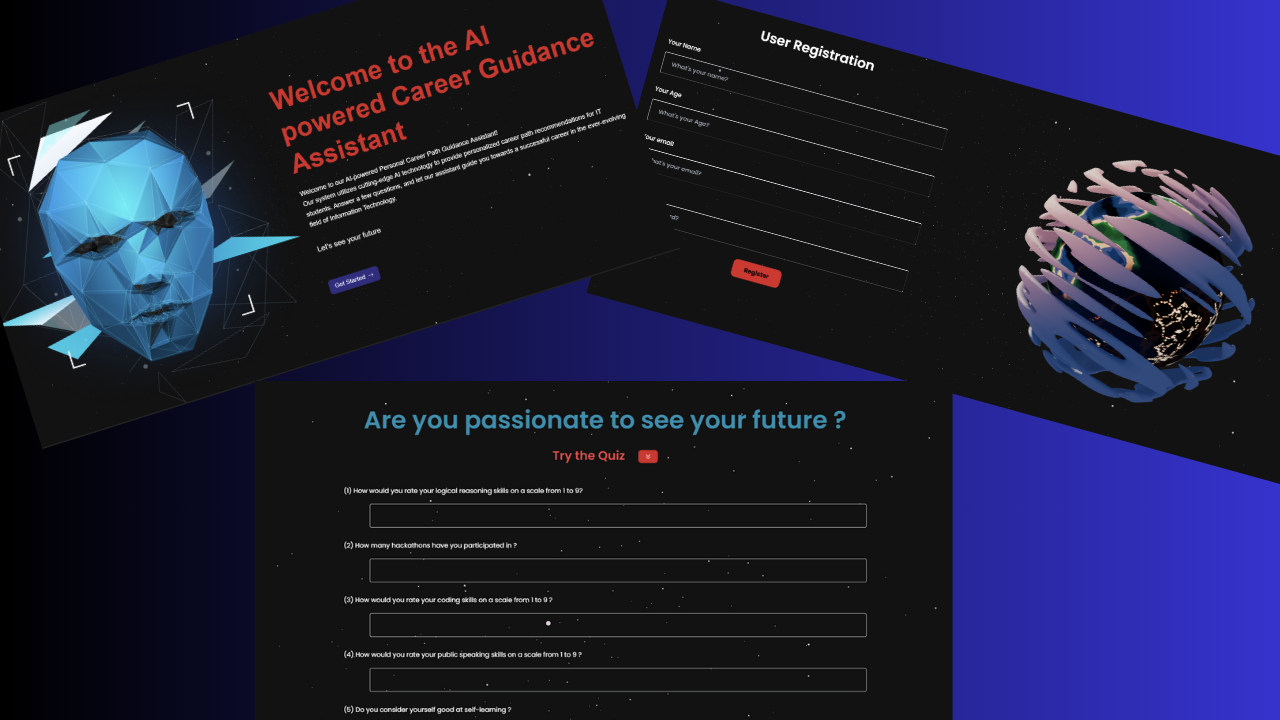 Welcome to the AI
powered Career Guidance
Assistant
Welcome to our AI-powered Personal Career Path Guidance Assistant!
Our system utilizes cutting-edge AI technology to provide personalized career path recommendations for IT
students. Answer a few questions, and let our assistant guide you towards a successful career in the ever-evolving
field of Information Technology.
Let's see your future
Get Started →
User Registration
Your Name
What's your name?
Your Age
What's your Age?
our email
hat's your email?
rd?
Register
Are you passionate to see your future ?
Try the Quiz
(1) How would you rate your logical reasoning skills on a scale from 1 to 9?
(2) How many hackathons have you participated in ?
(3) How would you rate your coding skills on a scale from 1 to 9 ?
(4) How would you rate your public speaking skills on a scale from 1 to 9 ?
(5) Do you consider yourself good at self-learning ?